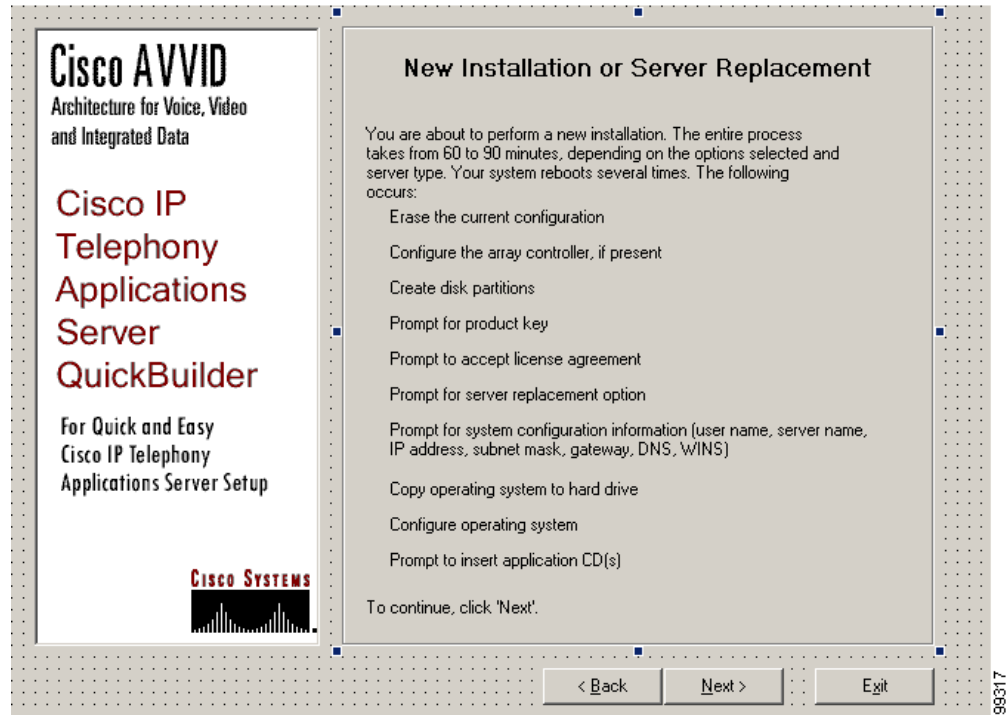 Cisco AVVID
Architecture for Voice, Video
and Integrated Data
Cisco IP
Telephony
Applications
Server
QuickBuilder
For Quick and Easy
Cisco IP Telephony
Applications Server Setup
CISCO SYSTEMS
New Installation or Server Replacement
You are about to perform a new installation. The entire process
takes from 60 to 90 minutes, depending on the options selected and
server type. Your system reboots several times. The following
occurs:
Erase the current configuration
Configure the array controller, if present
Create disk partitions
Prompt for product key
Prompt to accept license agreement
Prompt for server replacement option
Prompt for system configuration information (user name, server name,
IP address, subnet mask, gateway, DNS, WINS)
Copy operating system to hard drive
Configure operating system
Prompt to insert application CD(s)
To continue, click 'Next'.
< Back
Next >
Exit
99317